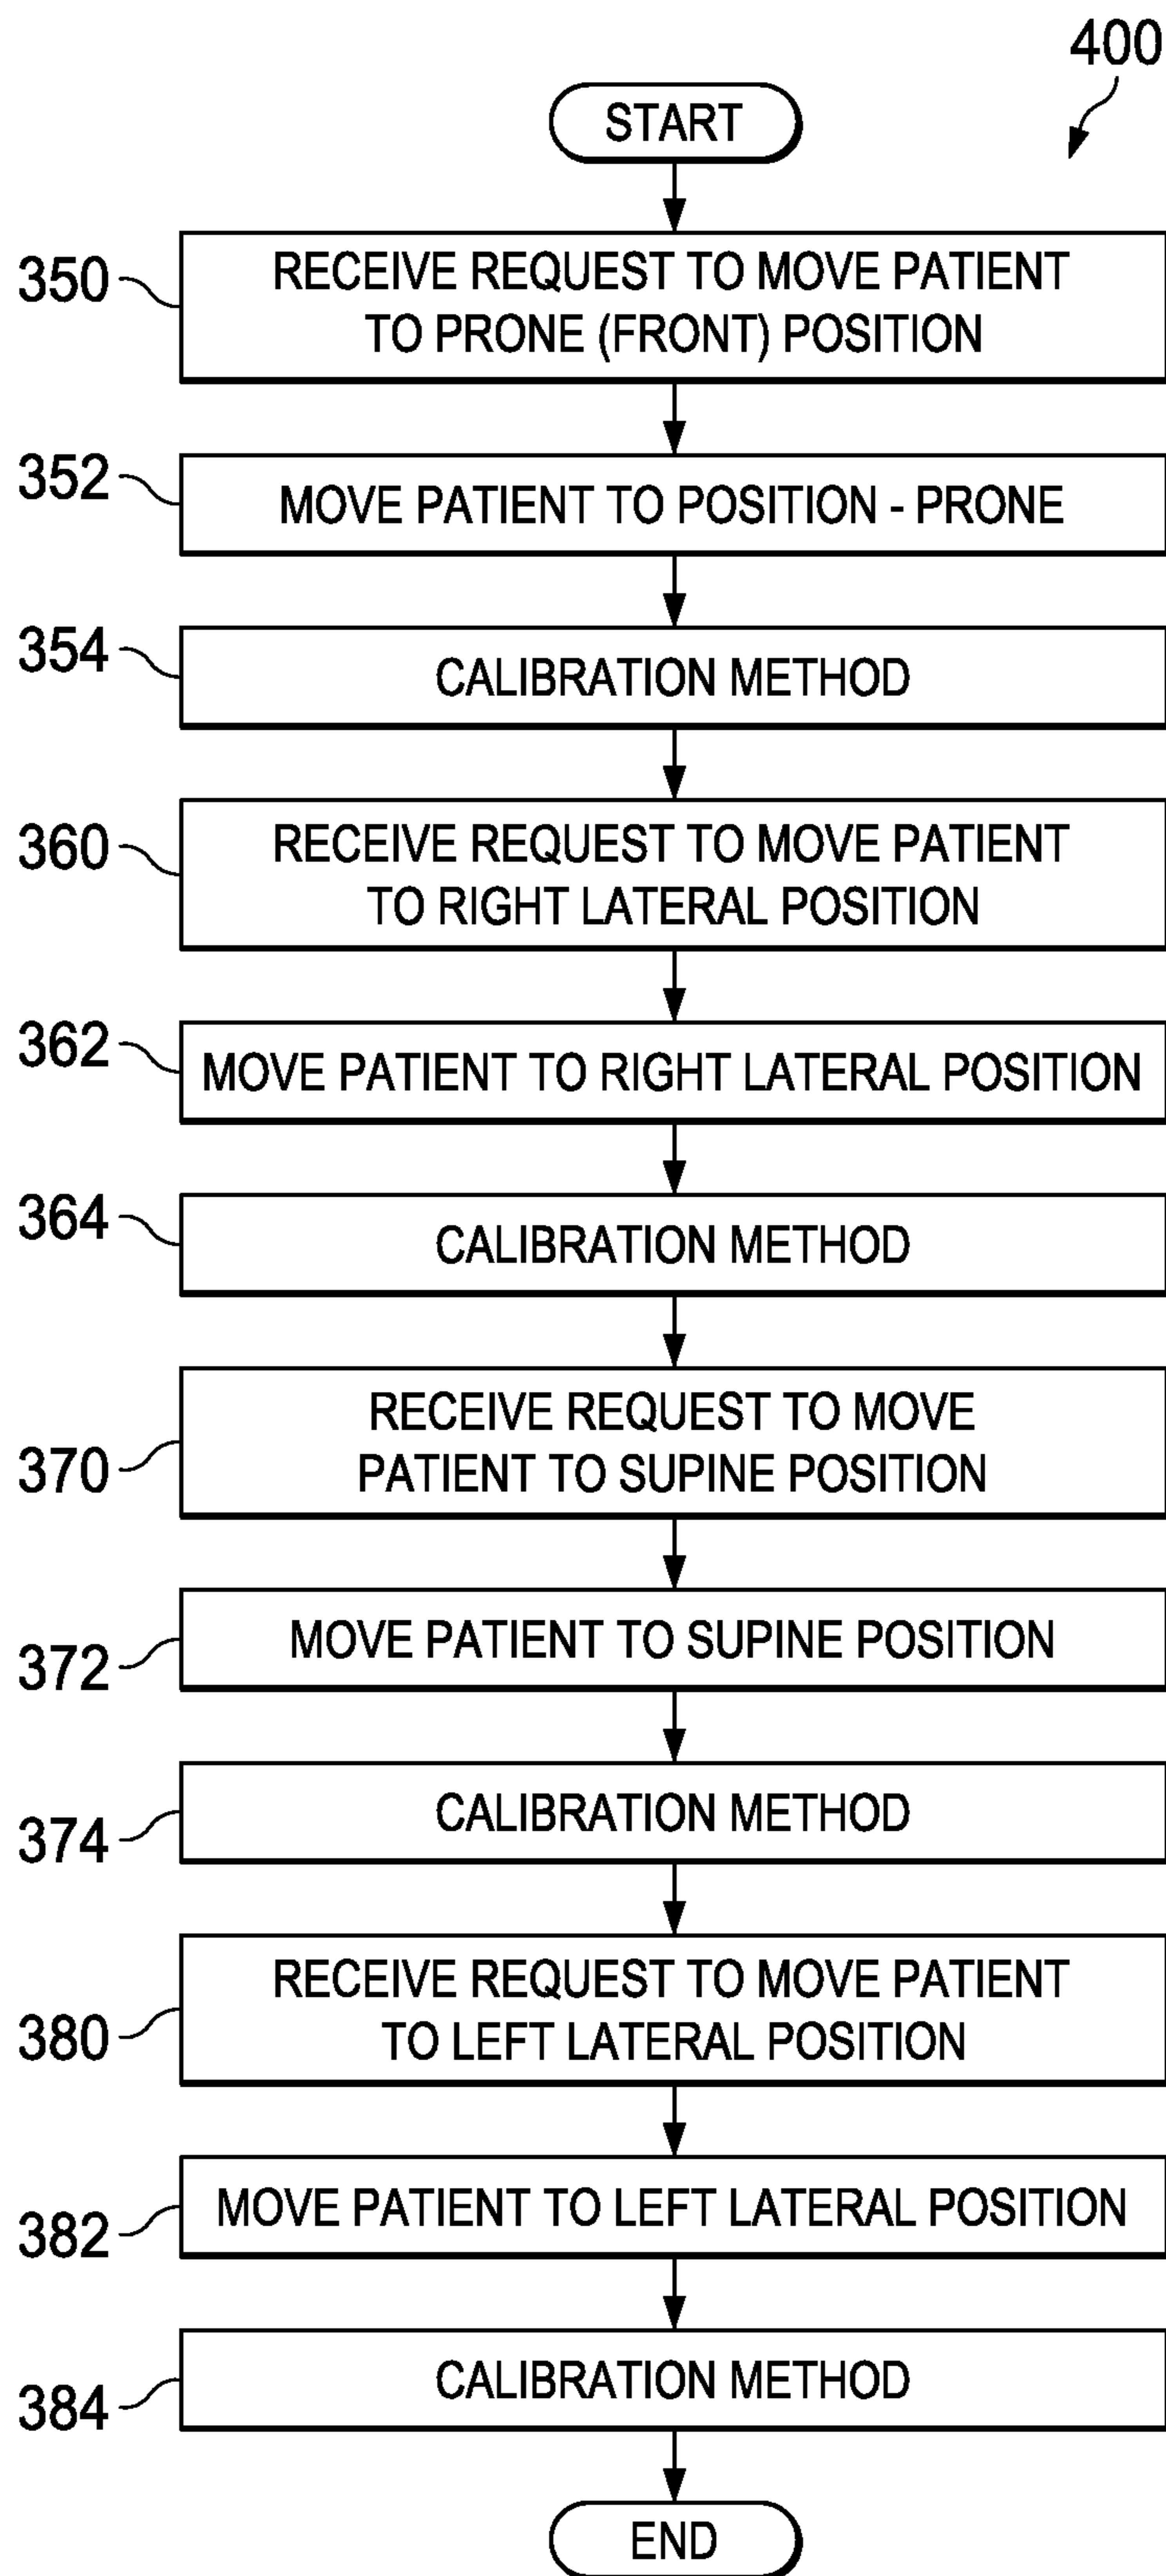 400
START
350
RECEIVE REQUEST TO MOVE PATIENT
TO PRONE (FRONT) POSITION
352
MOVE PATIENT TO POSITION - PRONE
354
CALIBRATION METHOD
360
RECEIVE REQUEST TO MOVE PATIENT
TO RIGHT LATERAL POSITION
362
MOVE PATIENT TO RIGHT LATERAL POSITION
364
CALIBRATION METHOD
370
RECEIVE REQUEST TO MOVE
PATIENT TO SUPINE POSITION
372
MOVE PATIENT TO SUPINE POSITION
374
CALIBRATION METHOD
380
RECEIVE REQUEST TO MOVE PATIENT
TO LEFT LATERAL POSITION
382
MOVE PATIENT TO LEFT LATERAL POSITION
384
CALIBRATION METHOD
END